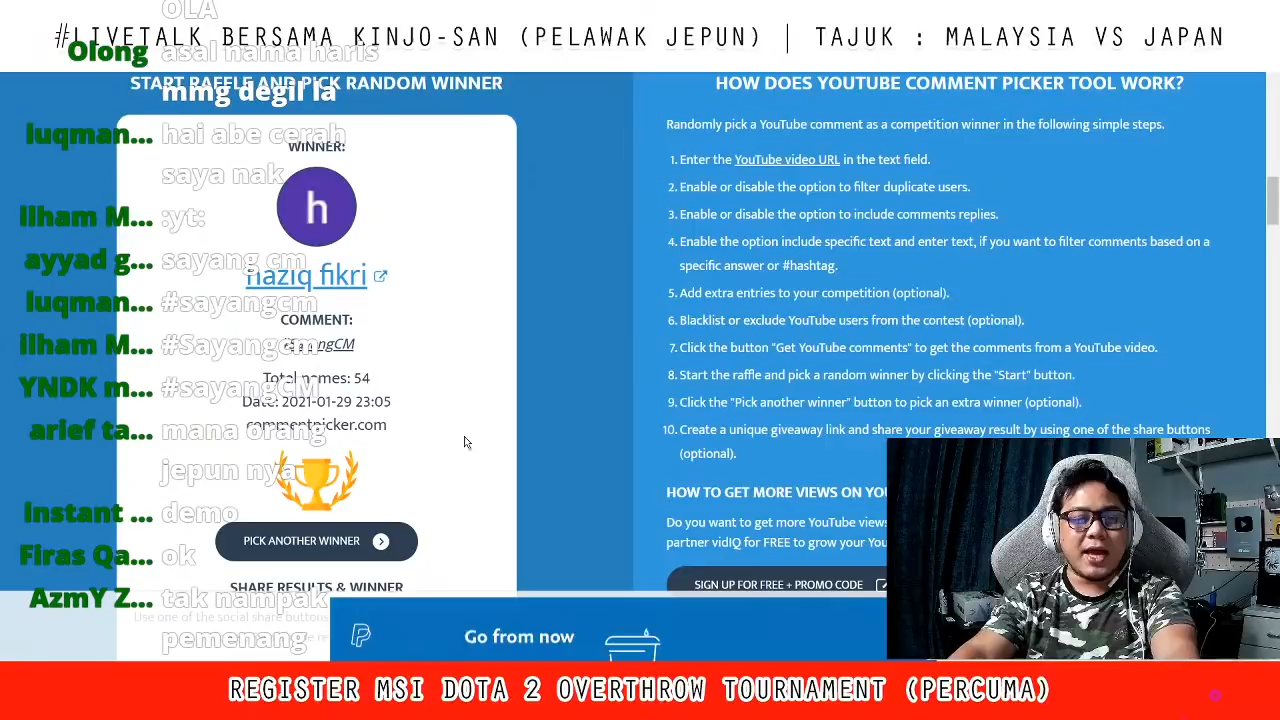 #LIVETALK BERSAMA KINJO-SAN (PELAWAK JEPUN) | TAJUK : MALAYSIA VS JAPAN
OLA
Olong asal nama haris
mmg degil la
luqman... hai abe cerah
saya nak
Ilham M... :yt:
ayyad g... sayang cm
luqman... #sayangcm
ilham M... #Sayangcm
YNDK m... #sayangCM
arief ta... mana orang
jepun nya
Instant ... demo
Firas Qa... ok
AzmY Z... tak nampak
pemenang
START RAFFLE AND PICK RANDOM WINNER
WINNER:
h
haziq fikri
COMMENT:
#SayangCM
Total names: 54
Date: 2021-01-29 23:05
commentpicker.com
PICK ANOTHER WINNER
SHARE RESULTS & WINNER
Use one of the social share buttons
HOW DOES YOUTUBE COMMENT PICKER TOOL WORK?
Randomly pick a YouTube comment as a competition winner in the following simple steps.
1. Enter the YouTube video URL in the text field.
2. Enable or disable the option to filter duplicate users.
3. Enable or disable the option to include comments replies.
4. Enable the option include specific text and enter text, if you want to filter comments based on a
specific answer or #hashtag.
5. Add extra entries to your competition (optional).
6. Blacklist or exclude YouTube users from the contest (optional).
7. Click the button "Get YouTube comments" to get the comments from a YouTube video.
8. Start the raffle and pick a random winner by clicking the "Start" button.
9. Click the "Pick another winner" button to pick an extra winner (optional).
10. Create a unique giveaway link and share your giveaway result by using one of the share buttons
(optional).
HOW TO GET MORE VIEWS ON YOU
Do you want to get more YouTube views
partner vidIQ for FREE to grow your You
SIGN UP FOR FREE + PROMO CODE
Go from now
REGISTER MSI DOTA 2 OVERTHROW TOURNAMENT (PERCUMA)